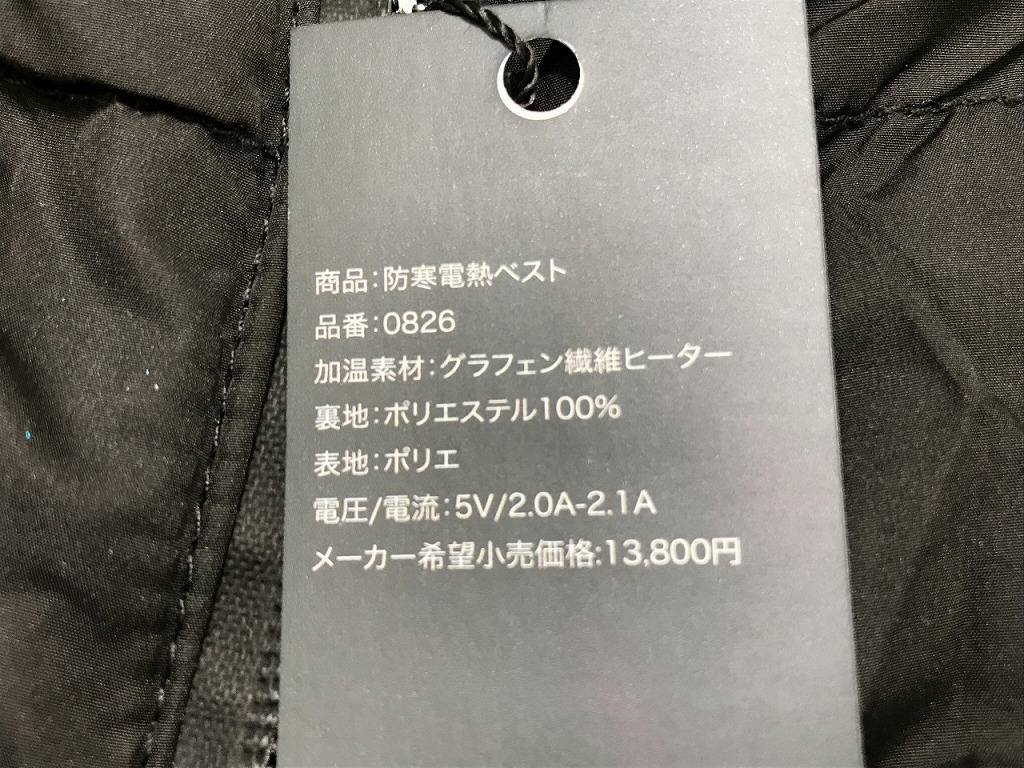 商品:防寒電熱ベスト
品番:0826
加温素材:グラフェン繊維ヒーター
裏地:ポリエステル100%
表地:ポリエ
電圧/電流:5V/2.0A-2.1A
メーカー希望小売価格:13,800円